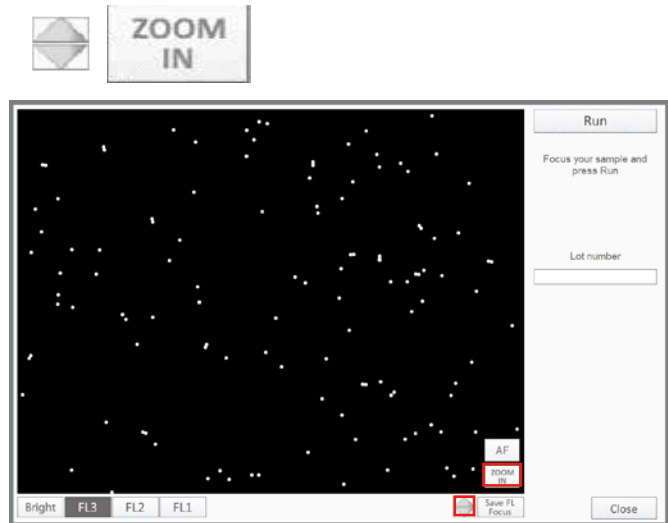 ZOOM
IN
Run
Focus your sample and
press Run
Lot number
AF
ZOOM
IN
Bright FL3 FL2 FL1
Save FL
Focus
Close